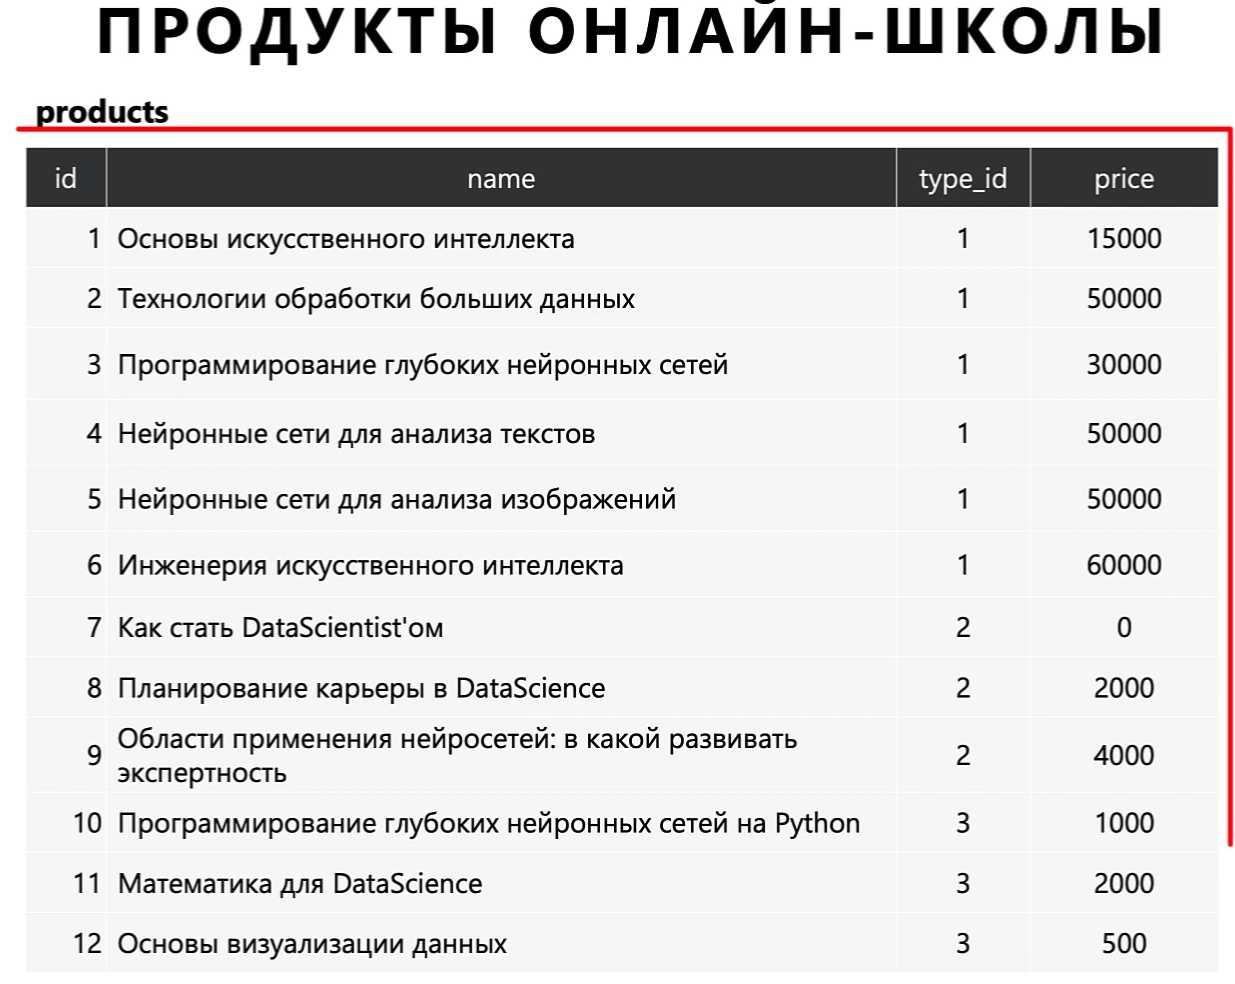 ПРОДУКТЫ ОНЛАЙН-ШКОЛЫ
products
id name type_id price
1 Основы искусственного интеллекта 1 15000
2 Технологии обработки больших данных 1 50000
3 Программирование глубоких нейронных сетей 1 30000
4 Нейронные сети для анализа текстов 1 50000
5 Нейронные сети для анализа изображений 1 50000
6 Инженерия искусственного интеллекта 1 60000
7 Как стать DataScientist'ом 2 0
8 Планирование карьеры в DataScience 2 2000
9 Области применения нейросетей: в какой развивать
экспертность 2 4000
10 Программирование глубоких нейронных сетей на Python 3 1000
11 Математика для DataScience 3 2000
12 Основы визуализации данных 3 500